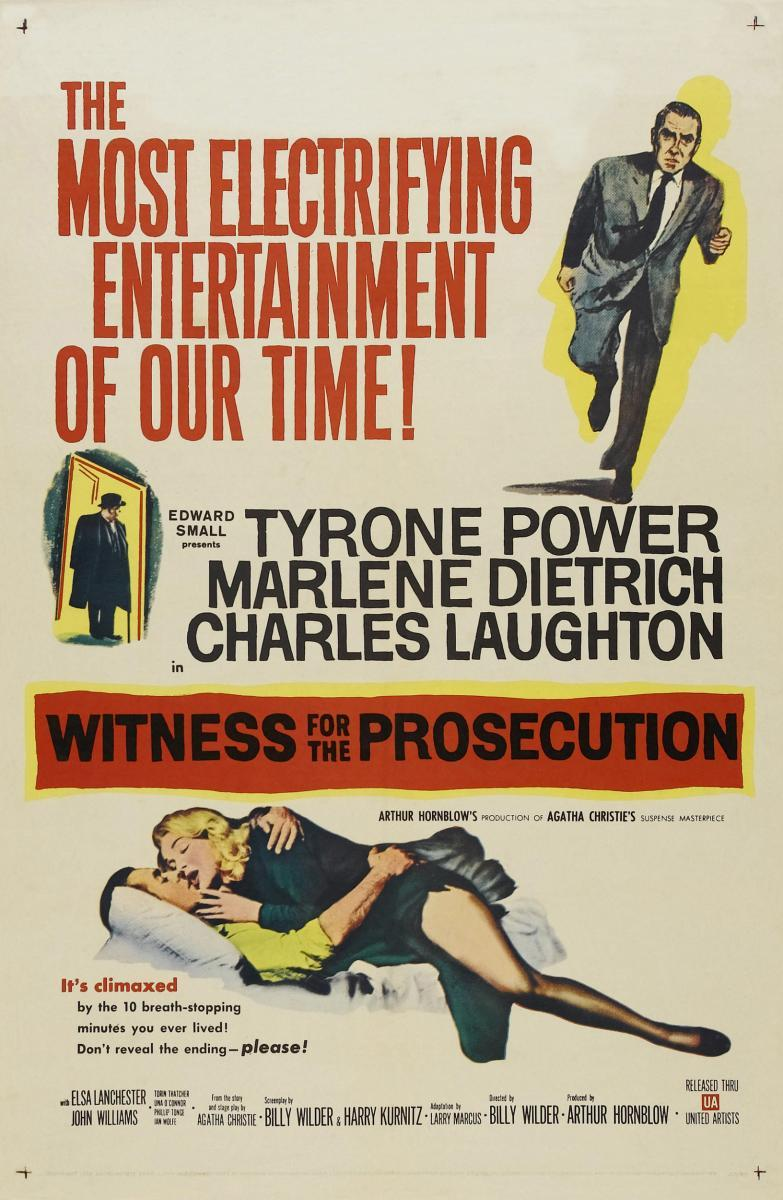 THE
MOST ELECTRIFYING
ENTERTAINMENT
OF OUR TIME!
EDWARD
SMALL
presents
TYRONE POWER
MARLENE DIETRICH
CHARLES LAUGHTON
in
WITNESS FOR THE PROSECUTION
ARTHUR HORNBLOW'S PRODUCTION OF AGATHA CHRISTIE'S SUSPENSE MASTERPIECE
It's climaxed
by the 10 breath-stopping
minutes you ever lived!
Don't reveal the ending—please!
with ELSA LANCHESTER
JOHN WILLIAMS
TORIN THATCHER
UNA O'CONNOR
PHILIP TONGE
IAN WOLFE
From the story
and stage play by
AGATHA CHRISTIE
Screenplay by
BILLY WILDER & HARRY KURNITZ
Adaptation by
LARRY MARCUS
Directed by
BILLY WILDER
Produced by
ARTHUR HORNBLOW
RELEASED THRU
UA
UNITED ARTISTS